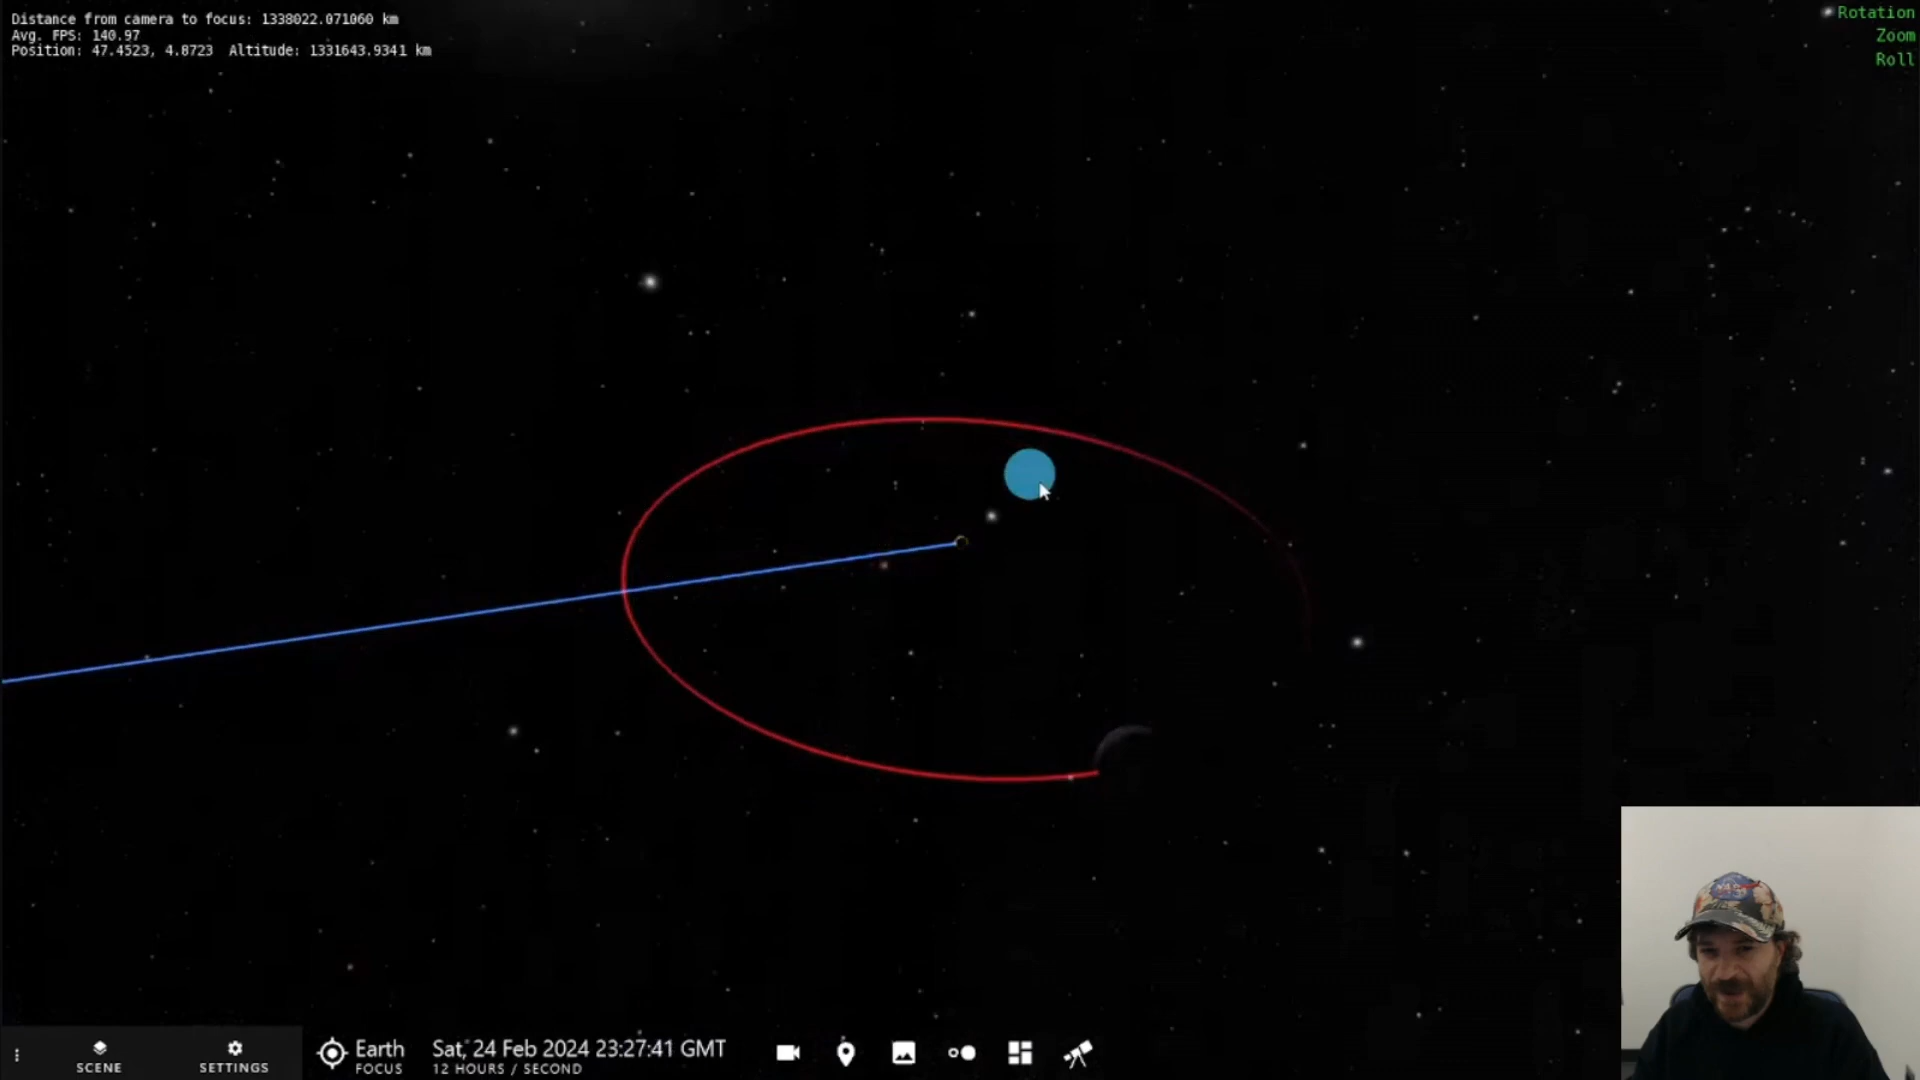 Distance from camera to focus: 1338022.071060 km
Avg. FPS: 140.97
Position: 47.4523, 4.8723 Altitude: 1331643.9341 km
Rotation
Zoom
Roll
NASA
SCENE
SETTINGS
Earth
FOCUS
Sat, 24 Feb 2024 23:27:41 GMT
12 HOURS / SECOND